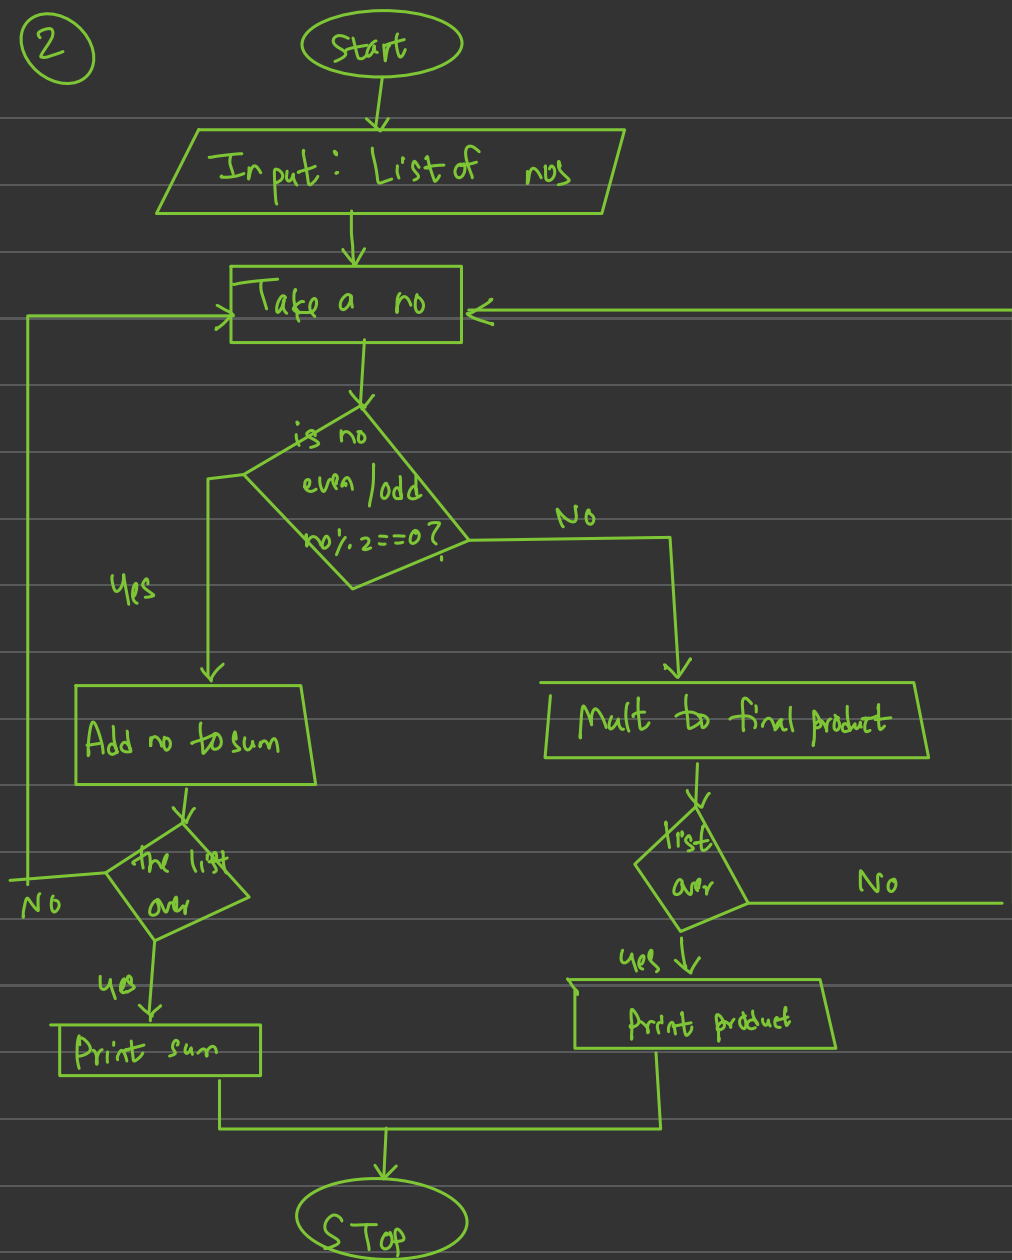 2
Start
Input: List of nos
Take a no
is no
even/odd
no%2==0?
No
Yes
Add no to sum
Mult to final product
the list
over
No
list
over
No
yes
Print sum
yes
print product
STop